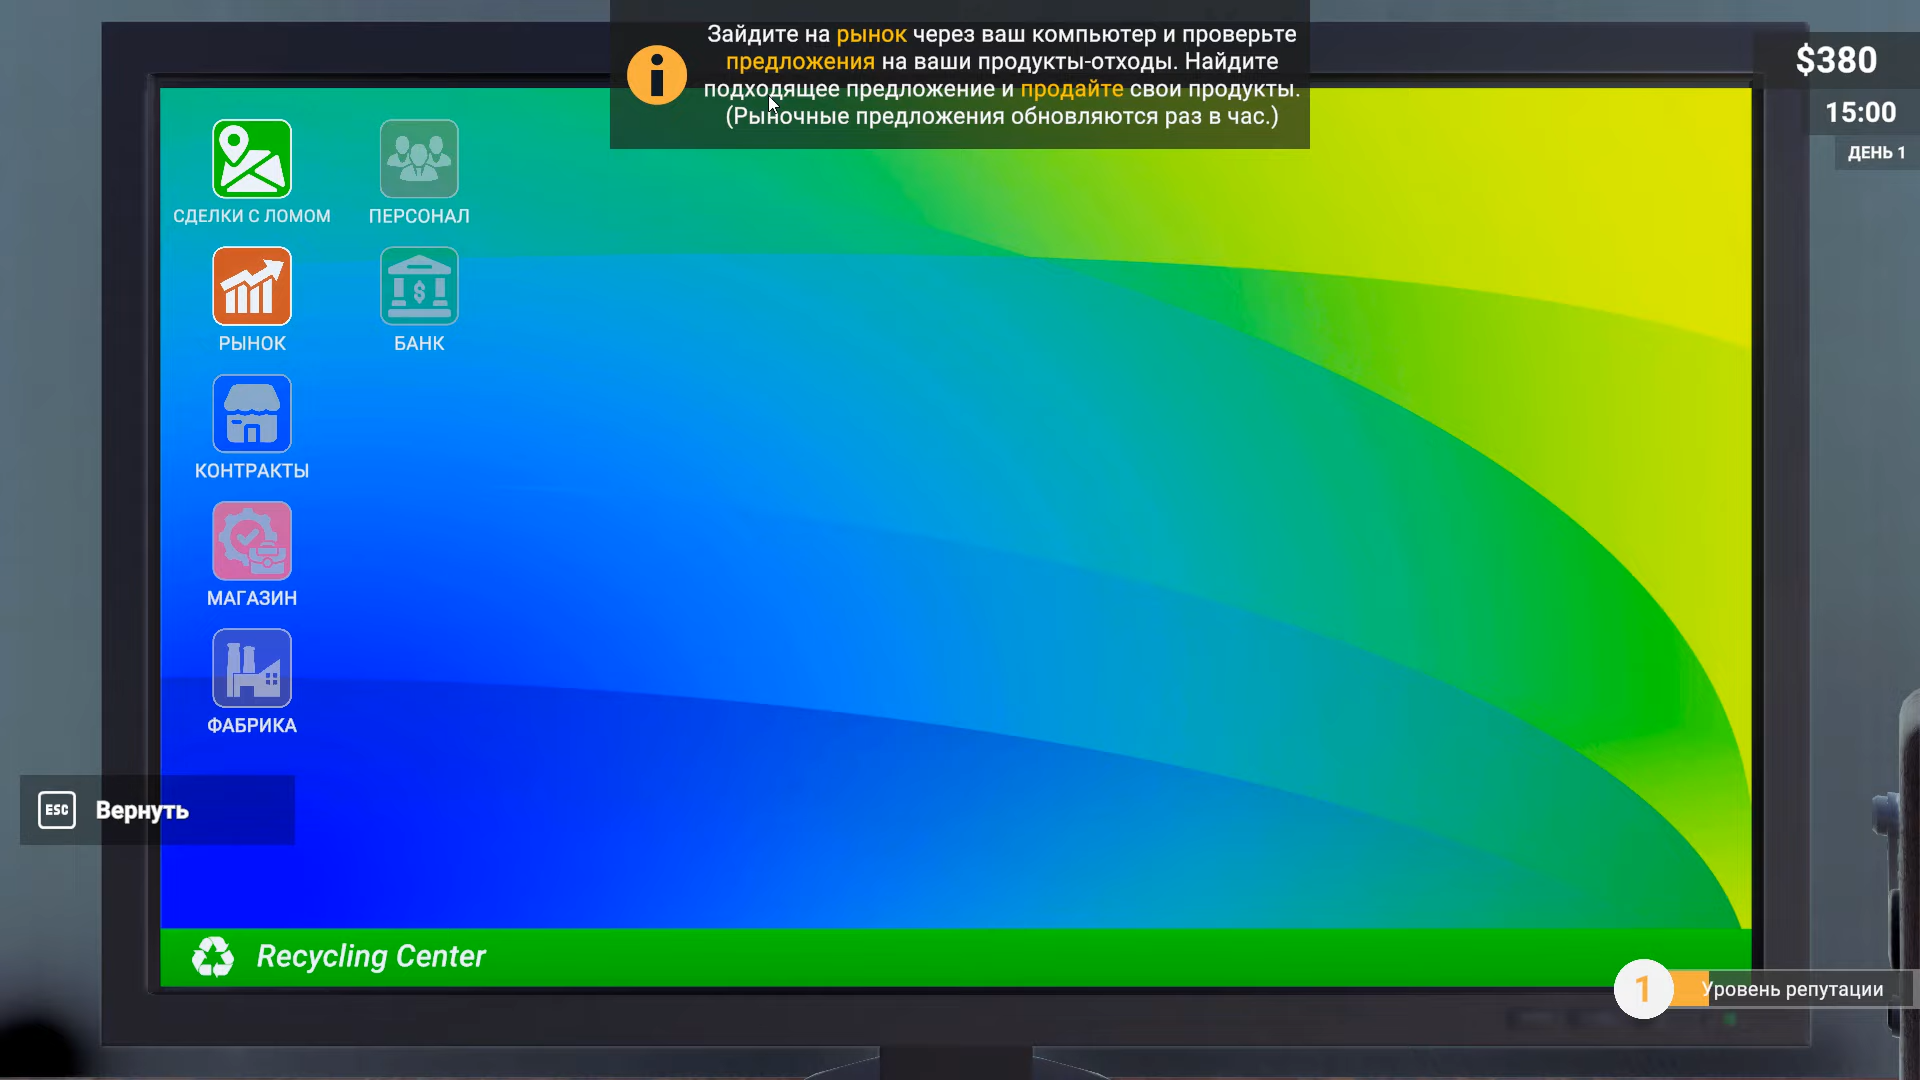 Зайдите на рынок через ваш компьютер и проверьте
предложения на ваши продукты-отходы. Найдите
подходящее предложение и продайте свои продукты.
(Рыночные предложения обновляются раз в час.)
$380
15:00
ДЕНЬ 1
СДЕЛКИ С ЛОМОМ
ПЕРСОНАЛ
РЫНОК
БАНК
КОНТРАКТЫ
МАГАЗИН
ФАБРИКА
ESC Вернуть
Recycling Center
1 Уровень репутации